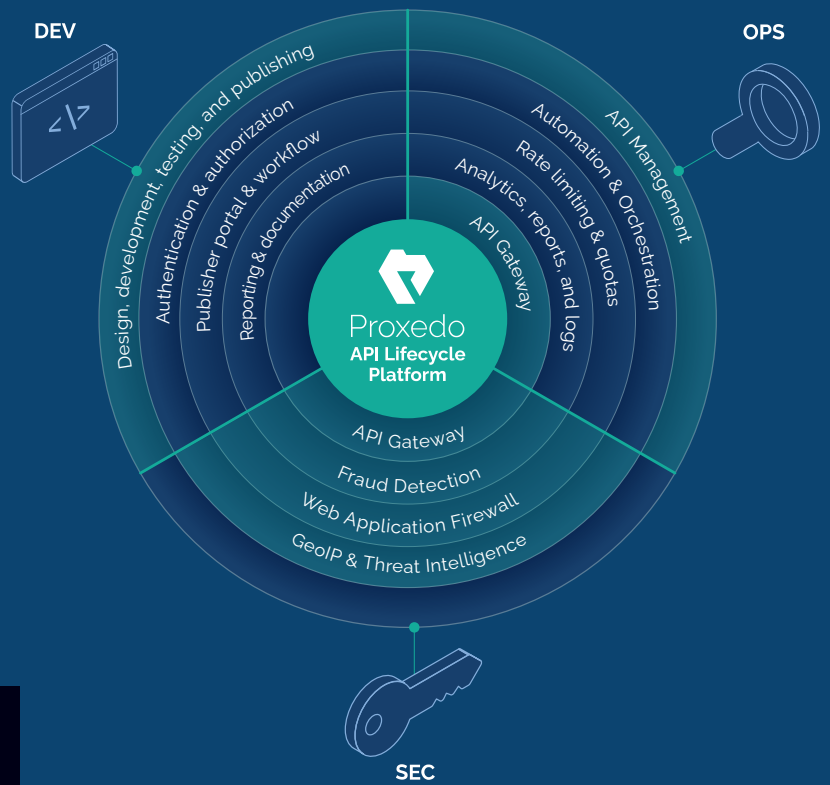 DEV
OPS
</>
Design, development, testing, and publishing
Authentication & authorization
Publisher portal & workflow
Reporting & documentation
API Management
Automation & Orchestration
Rate limiting & quotas
Analytics, reports, and logs
API Gateway
Proxedo
API Lifecycle
Platform
API Gateway
Fraud Detection
Web Application Firewall
GeoIP & Threat Intelligence
SEC